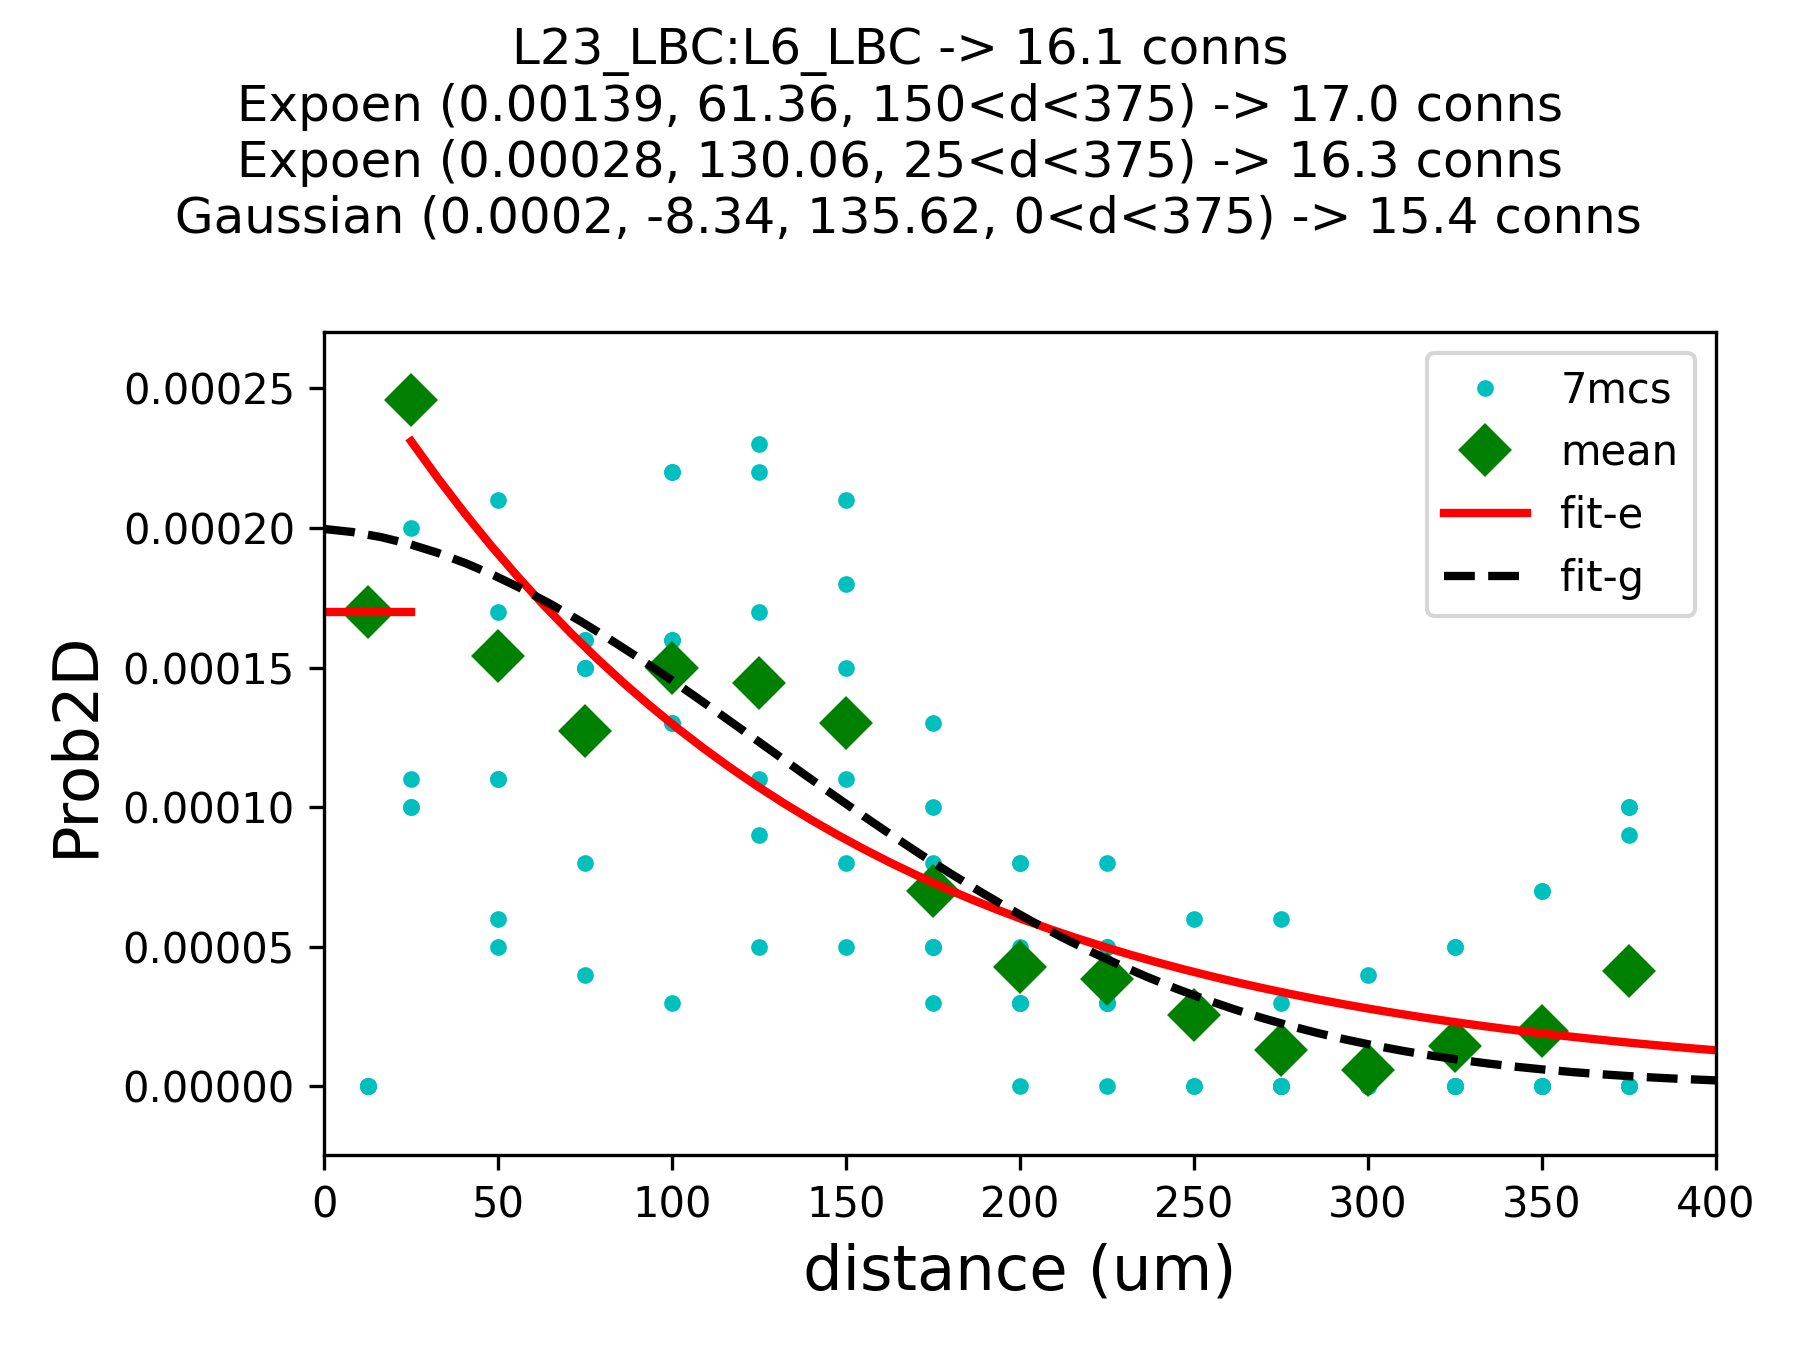 L23_LBC:L6_LBC -> 16.1 conns
Expoen (0.00139, 61.36, 150<d<375) -> 17.0 conns
Expoen (0.00028, 130.06, 25<d<375) -> 16.3 conns
Gaussian (0.0002, -8.34, 135.62, 0<d<375) -> 15.4 conns
7mcs
mean
fit-e
fit-g
0.00025
0.00020
0.00015
0.00010
0.00005
0.00000
Prob2D
0 50 100 150 200 250 300 350 400
distance (um)